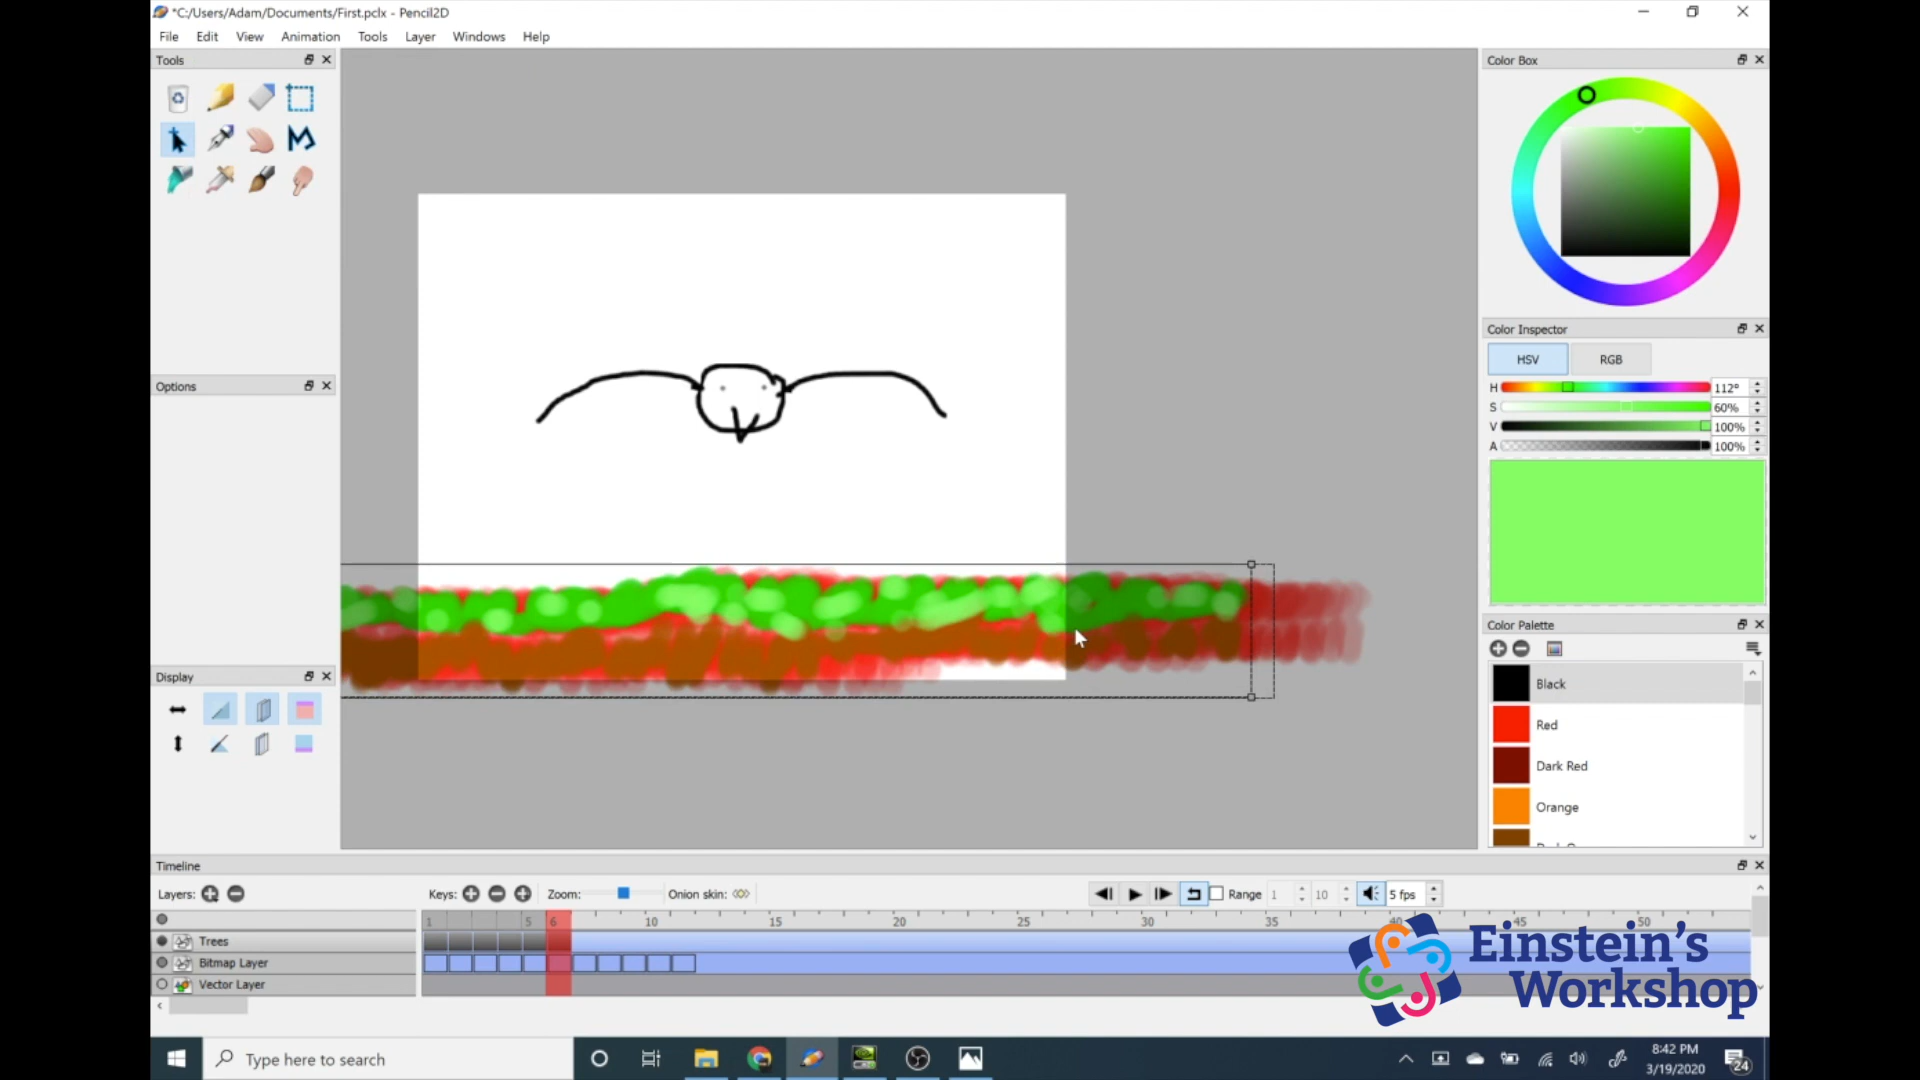 *C:/Users/Adam/Documents/First.pclx - Pencil2D
File Edit View Animation Tools Layer Windows Help
Tools
Color Box
Color Inspector
HSV RGB
H 112°
S 60%
V 100%
A 100%
Options
Color Palette
Black
Red
Dark Red
Orange
Display
Timeline
Layers: Keys: Zoom: Onion skin: Range 1 10 5 fps
1 5 6 10 15 20 25 30 35 40 45 50
Trees
Bitmap Layer
Vector Layer
Einstein's
Workshop
Type here to search
8:42 PM
3/19/2020
24